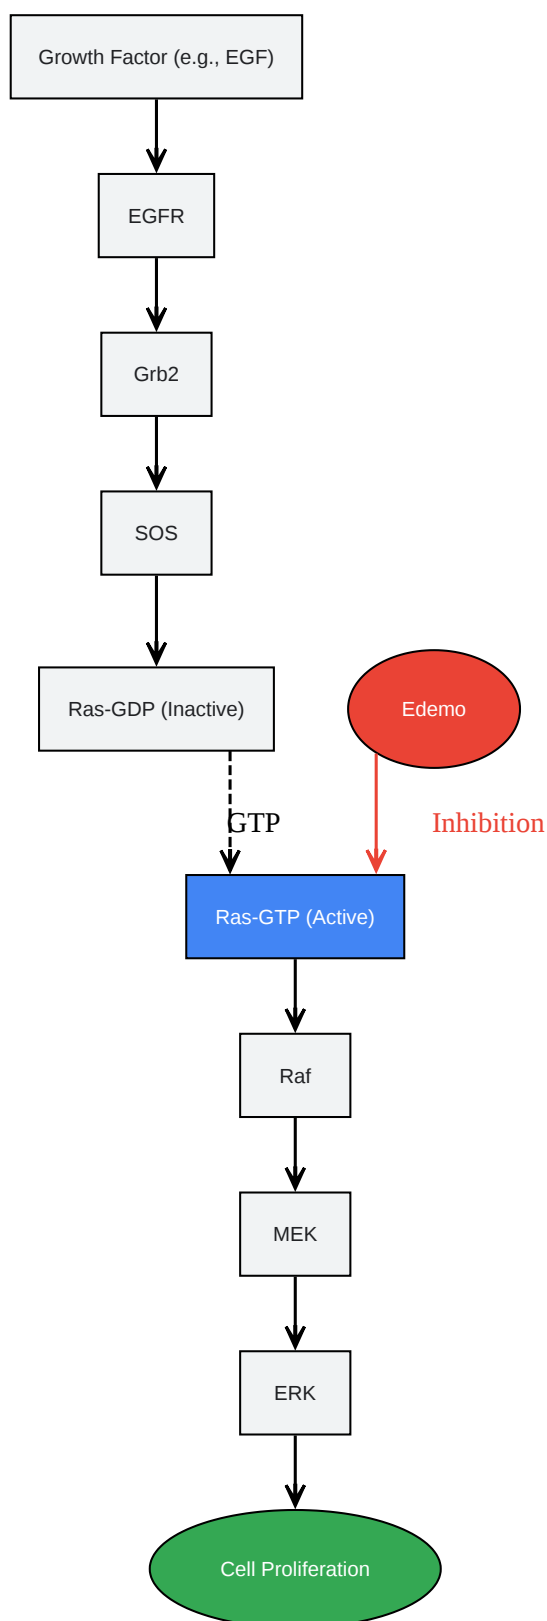 Growth Factor (e.g., EGF)
EGFR
Grb2
SOS
Ras-GDP (Inactive)
Edemo
GTP
Inhibition
Ras-GTP (Active)
Raf
MEK
ERK
Cell Proliferation